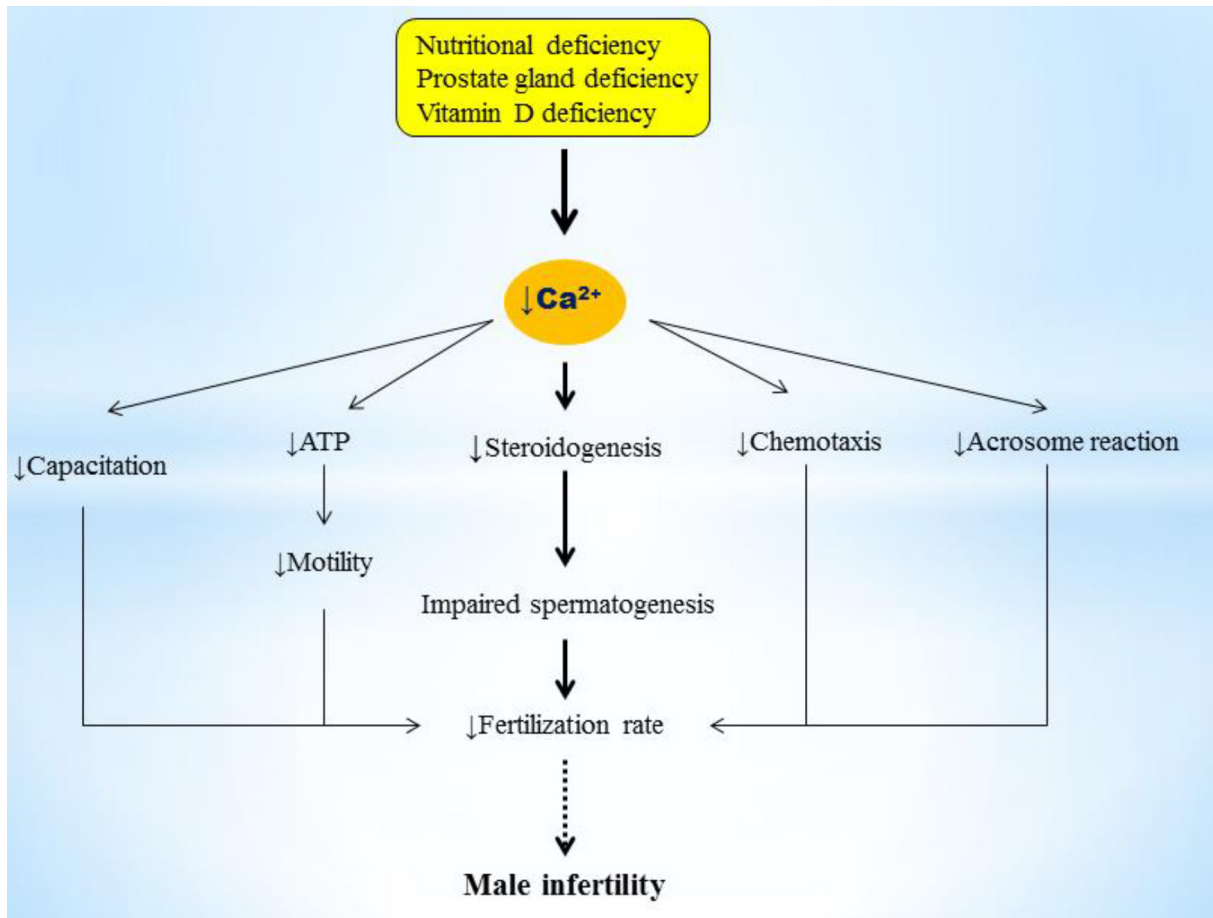 Nutritional deficiency
Prostate gland deficiency
Vitamin D deficiency
↓Ca²⁺
↓Capacitation
↓ATP
↓Steroidogenesis
↓Chemotaxis
↓Acrosome reaction
↓Motility
Impaired spermatogenesis
↓Fertilization rate
Male infertility